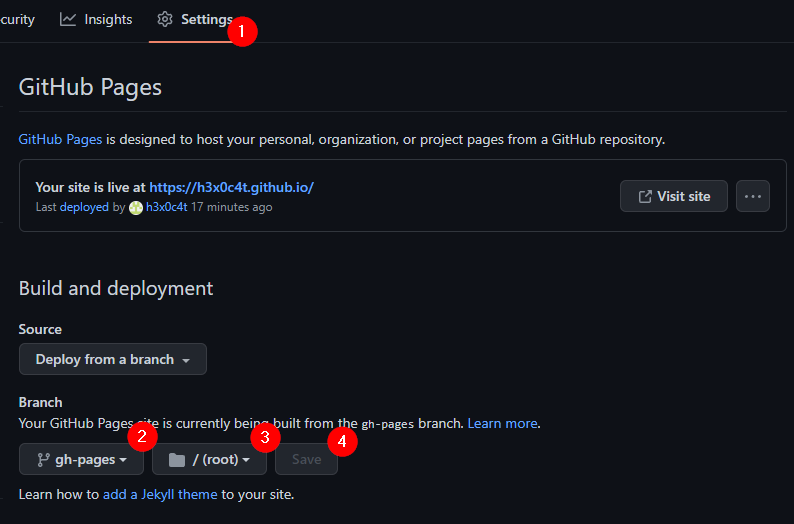 curity Insights Settings 1
GitHub Pages
GitHub Pages is designed to host your personal, organization, or project pages from a GitHub repository.
Your site is live at https://h3x0c4t.github.io/
Last deployed by h3x0c4t 17 minutes ago
Visit site
Build and deployment
Source
Deploy from a branch
Branch
Your GitHub Pages site is currently being built from the gh-pages branch. Learn more.
2 3 4
gh-pages / (root) Save
Learn how to add a Jekyll theme to your site.